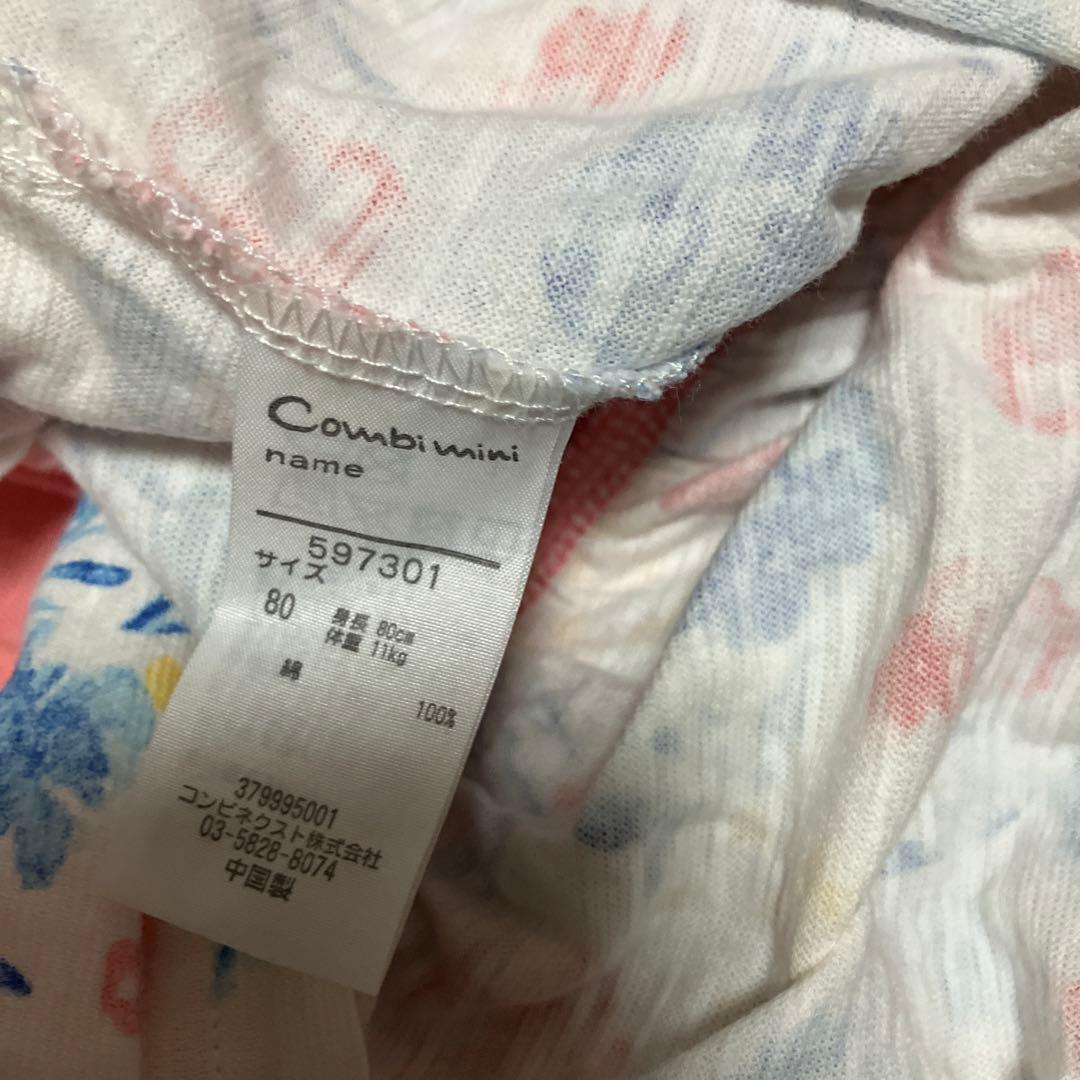 Combi mini
name
597301
サイズ
80 身長 80cm
体重 11kg
綿
100%
379995001
コンビネクスト株式会社
03-5828-8074
中国製